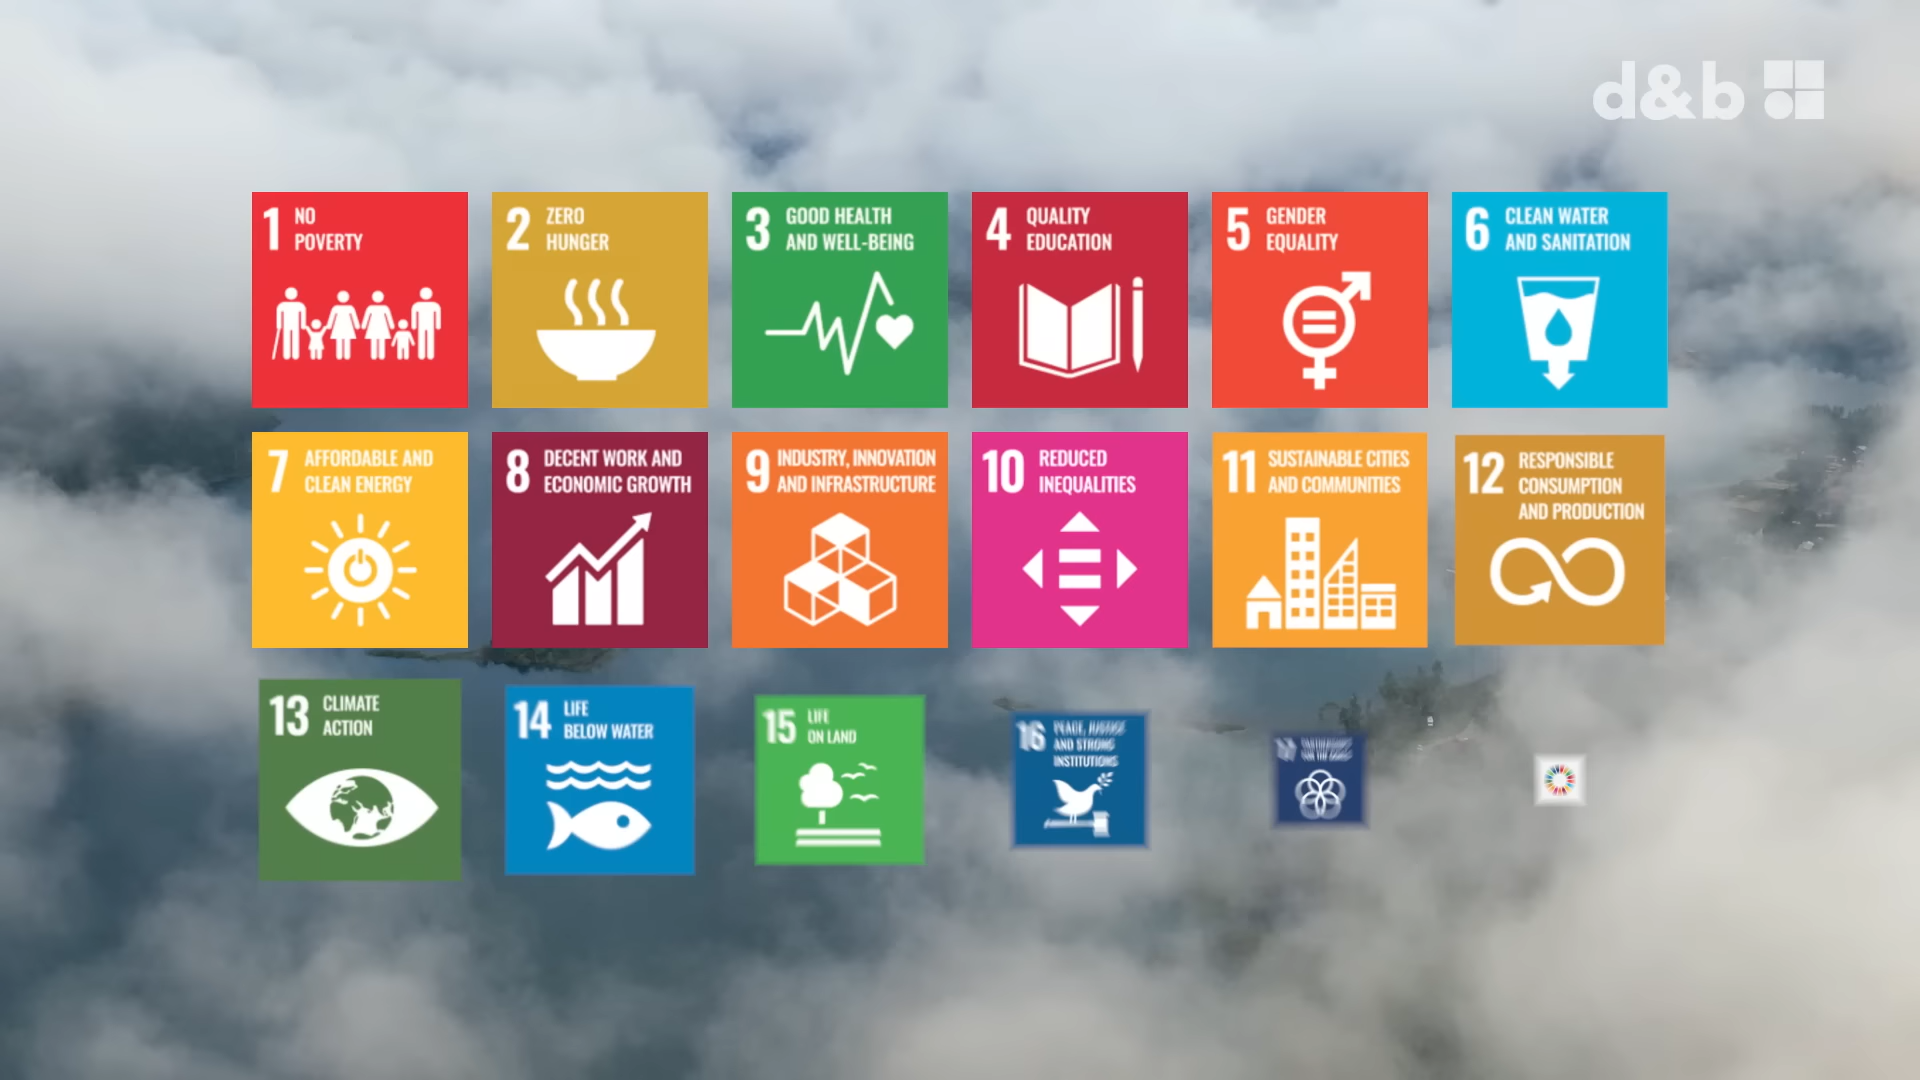 d&b
1 NO
POVERTY
2 ZERO
HUNGER
3 GOOD HEALTH
AND WELL-BEING
4 QUALITY
EDUCATION
5 GENDER
EQUALITY
6 CLEAN WATER
AND SANITATION
7 AFFORDABLE AND
CLEAN ENERGY
8 DECENT WORK AND
ECONOMIC GROWTH
9 INDUSTRY, INNOVATION
AND INFRASTRUCTURE
10 REDUCED
INEQUALITIES
11 SUSTAINABLE CITIES
AND COMMUNITIES
12 RESPONSIBLE
CONSUMPTION
AND PRODUCTION
13 CLIMATE
ACTION
14 LIFE
BELOW WATER
15 LIFE
ON LAND
16 PEACE, JUSTICE
AND STRONG
INSTITUTIONS